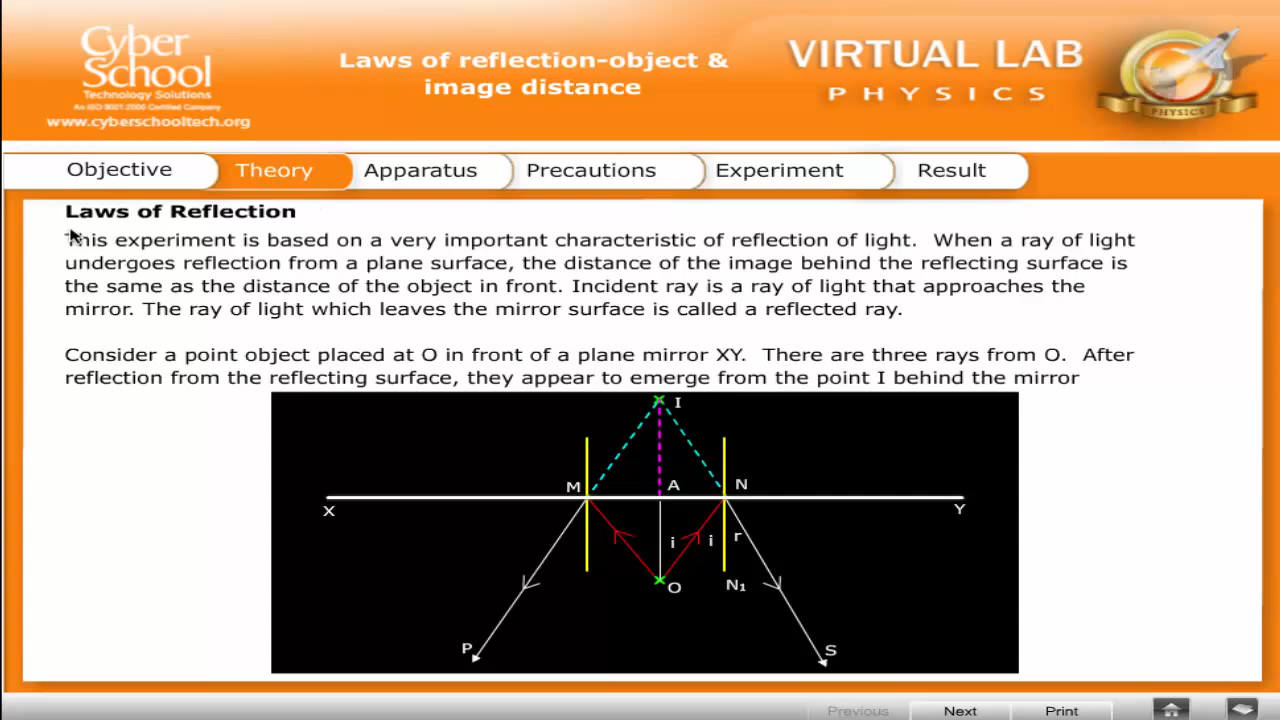 Cyber
School
Technology Solutions
An ISO 9001:2000 Certified Company
www.cyberschooltech.org
Laws of reflection-object &
image distance
VIRTUAL LAB
PHYSICS
PHYSICS
Objective
Theory
Apparatus
Precautions
Experiment
Result
Laws of Reflection
This experiment is based on a very important characteristic of reflection of light. When a ray of light
undergoes reflection from a plane surface, the distance of the image behind the reflecting surface is
the same as the distance of the object in front. Incident ray is a ray of light that approaches the
mirror. The ray of light which leaves the mirror surface is called a reflected ray.
Consider a point object placed at O in front of a plane mirror XY. There are three rays from O. After
reflection from the reflecting surface, they appear to emerge from the point I behind the mirror
I
M
A
N
X
Y
i
i
r
O
N₁
P
S
Previous
Next
Print